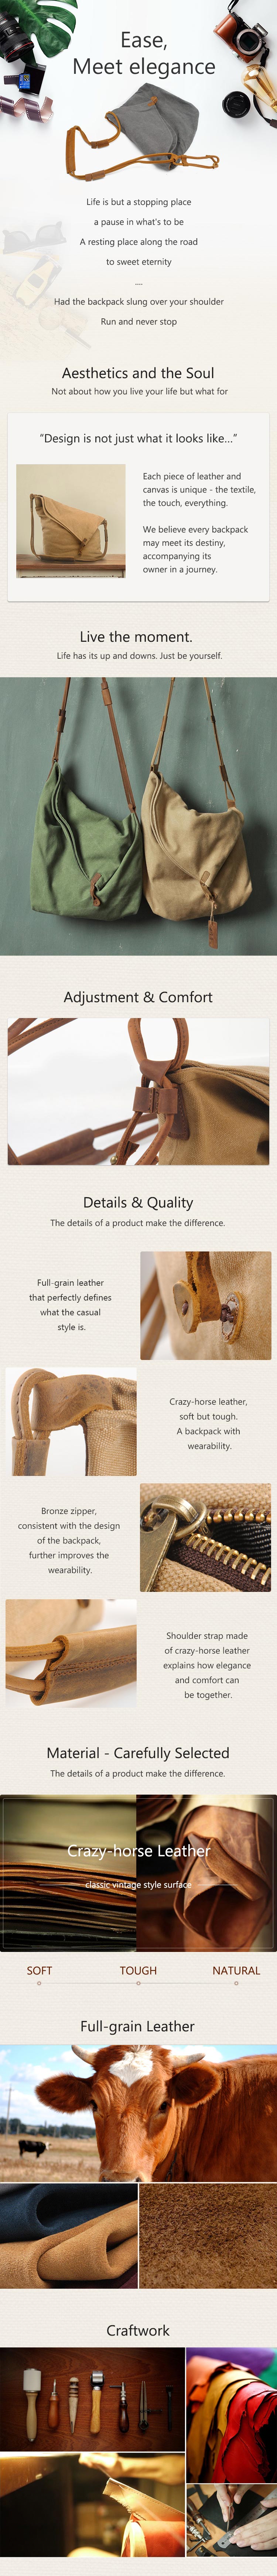 Ease,
Meet elegance
Life is but a stopping place
a pause in what's to be
A resting place along the road
to sweet eternity
....
Had the backpack slung over your shoulder
Run and never stop
Aesthetics and the Soul
Not about how you live your life but what for
“Design is not just what it looks like...”
Each piece of leather and
canvas is unique - the textile,
the touch, everything.
We believe every backpack
may meet its destiny,
accompanying its
owner in a journey.
Live the moment.
Life has its up and downs. Just be yourself.
Adjustment & Comfort
Details & Quality
The details of a product make the difference.
Full-grain leather
that perfectly defines
what the casual
style is.
Crazy-horse leather,
soft but tough.
A backpack with
wearability.
Bronze zipper,
consistent with the design
of the backpack,
further improves the
wearability.
Shoulder strap made
of crazy-horse leather
explains how elegance
and comfort can
be together.
Material - Carefully Selected
The details of a product make the difference.
Crazy-horse Leather
classic vintage style surface
SOFT TOUGH NATURAL
Full-grain Leather
Craftwork